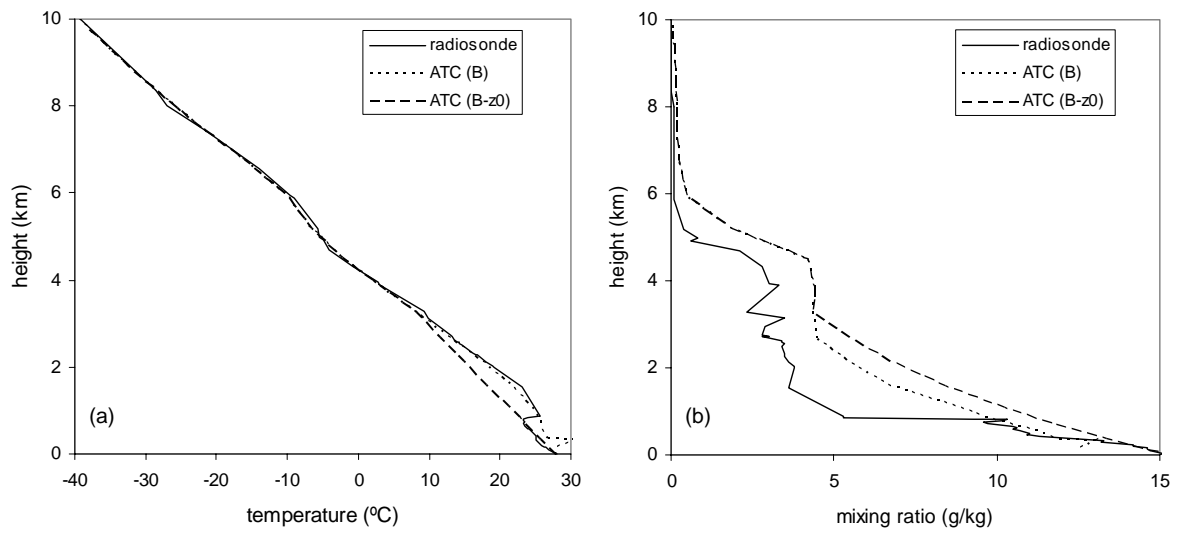 10
8
6
4
2
0
height (km)
radiosonde
ATC (B)
ATC (B-z0)
(a)
-40 -30 -20 -10 0 10 20 30
temperature (ºC)
10
8
6
4
2
0
height (km)
radiosonde
ATC (B)
ATC (B-z0)
(b)
0 5 10 15
mixing ratio (g/kg)